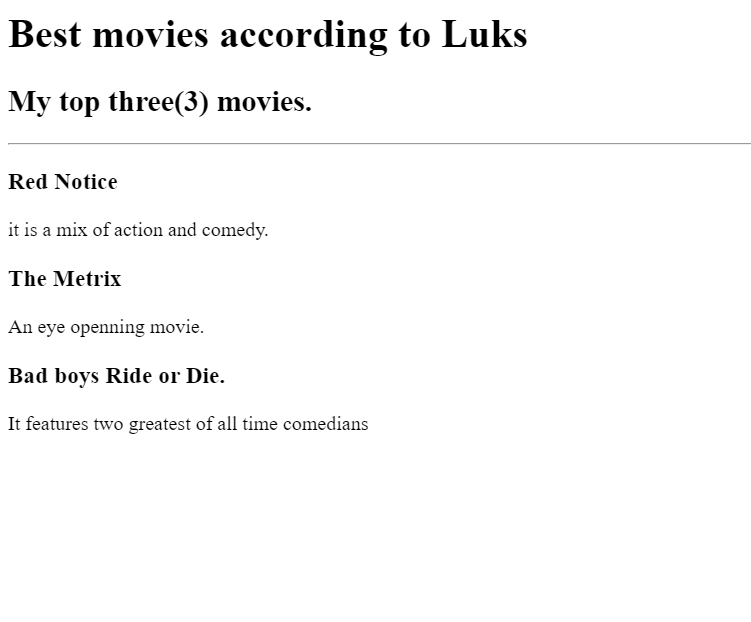 Best movies according to Luks
My top three(3) movies.
Red Notice
it is a mix of action and comedy.
The Metrix
An eye openning movie.
Bad boys Ride or Die.
It features two greatest of all time comedians